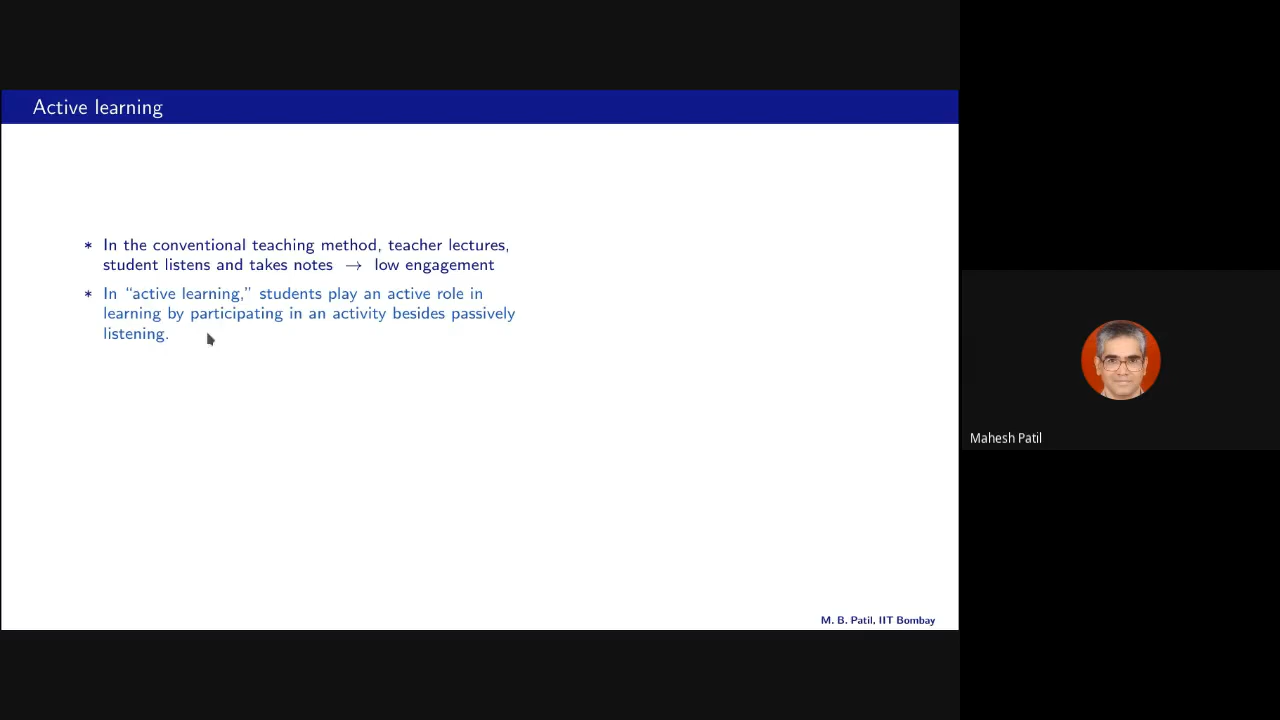 Active learning
* In the conventional teaching method, teacher lectures,
student listens and takes notes → low engagement
* In “active learning,” students play an active role in
learning by participating in an activity besides passively
listening.
Mahesh Patil
M. B. Patil, IIT Bombay